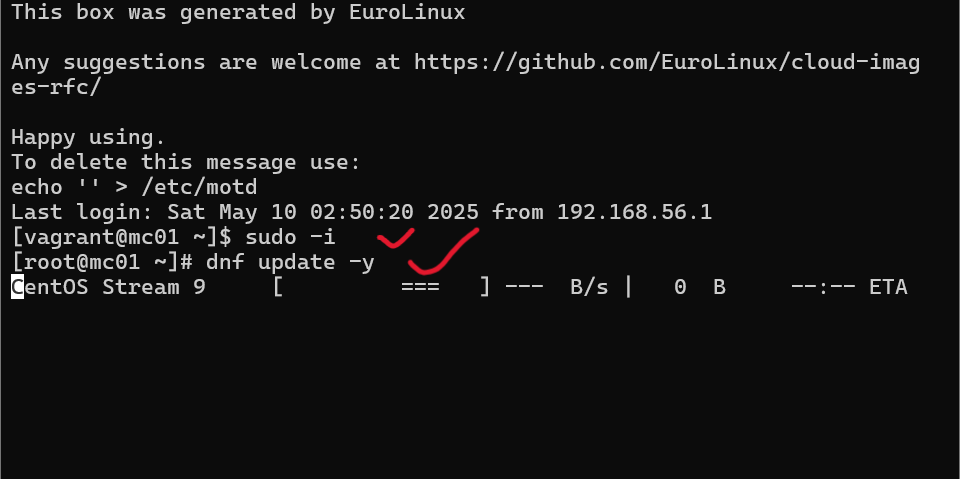 This box was generated by EuroLinux
Any suggestions are welcome at https://github.com/EuroLinux/cloud-imag
es-rfc/
Happy using.
To delete this message use:
echo '' > /etc/motd
Last login: Sat May 10 02:50:20 2025 from 192.168.56.1
[vagrant@mc01 ~]$ sudo -i
[root@mc01 ~]# dnf update -y
CentOS Stream 9     [         ===   ] ---  B/s |   0  B     --:-- ETA